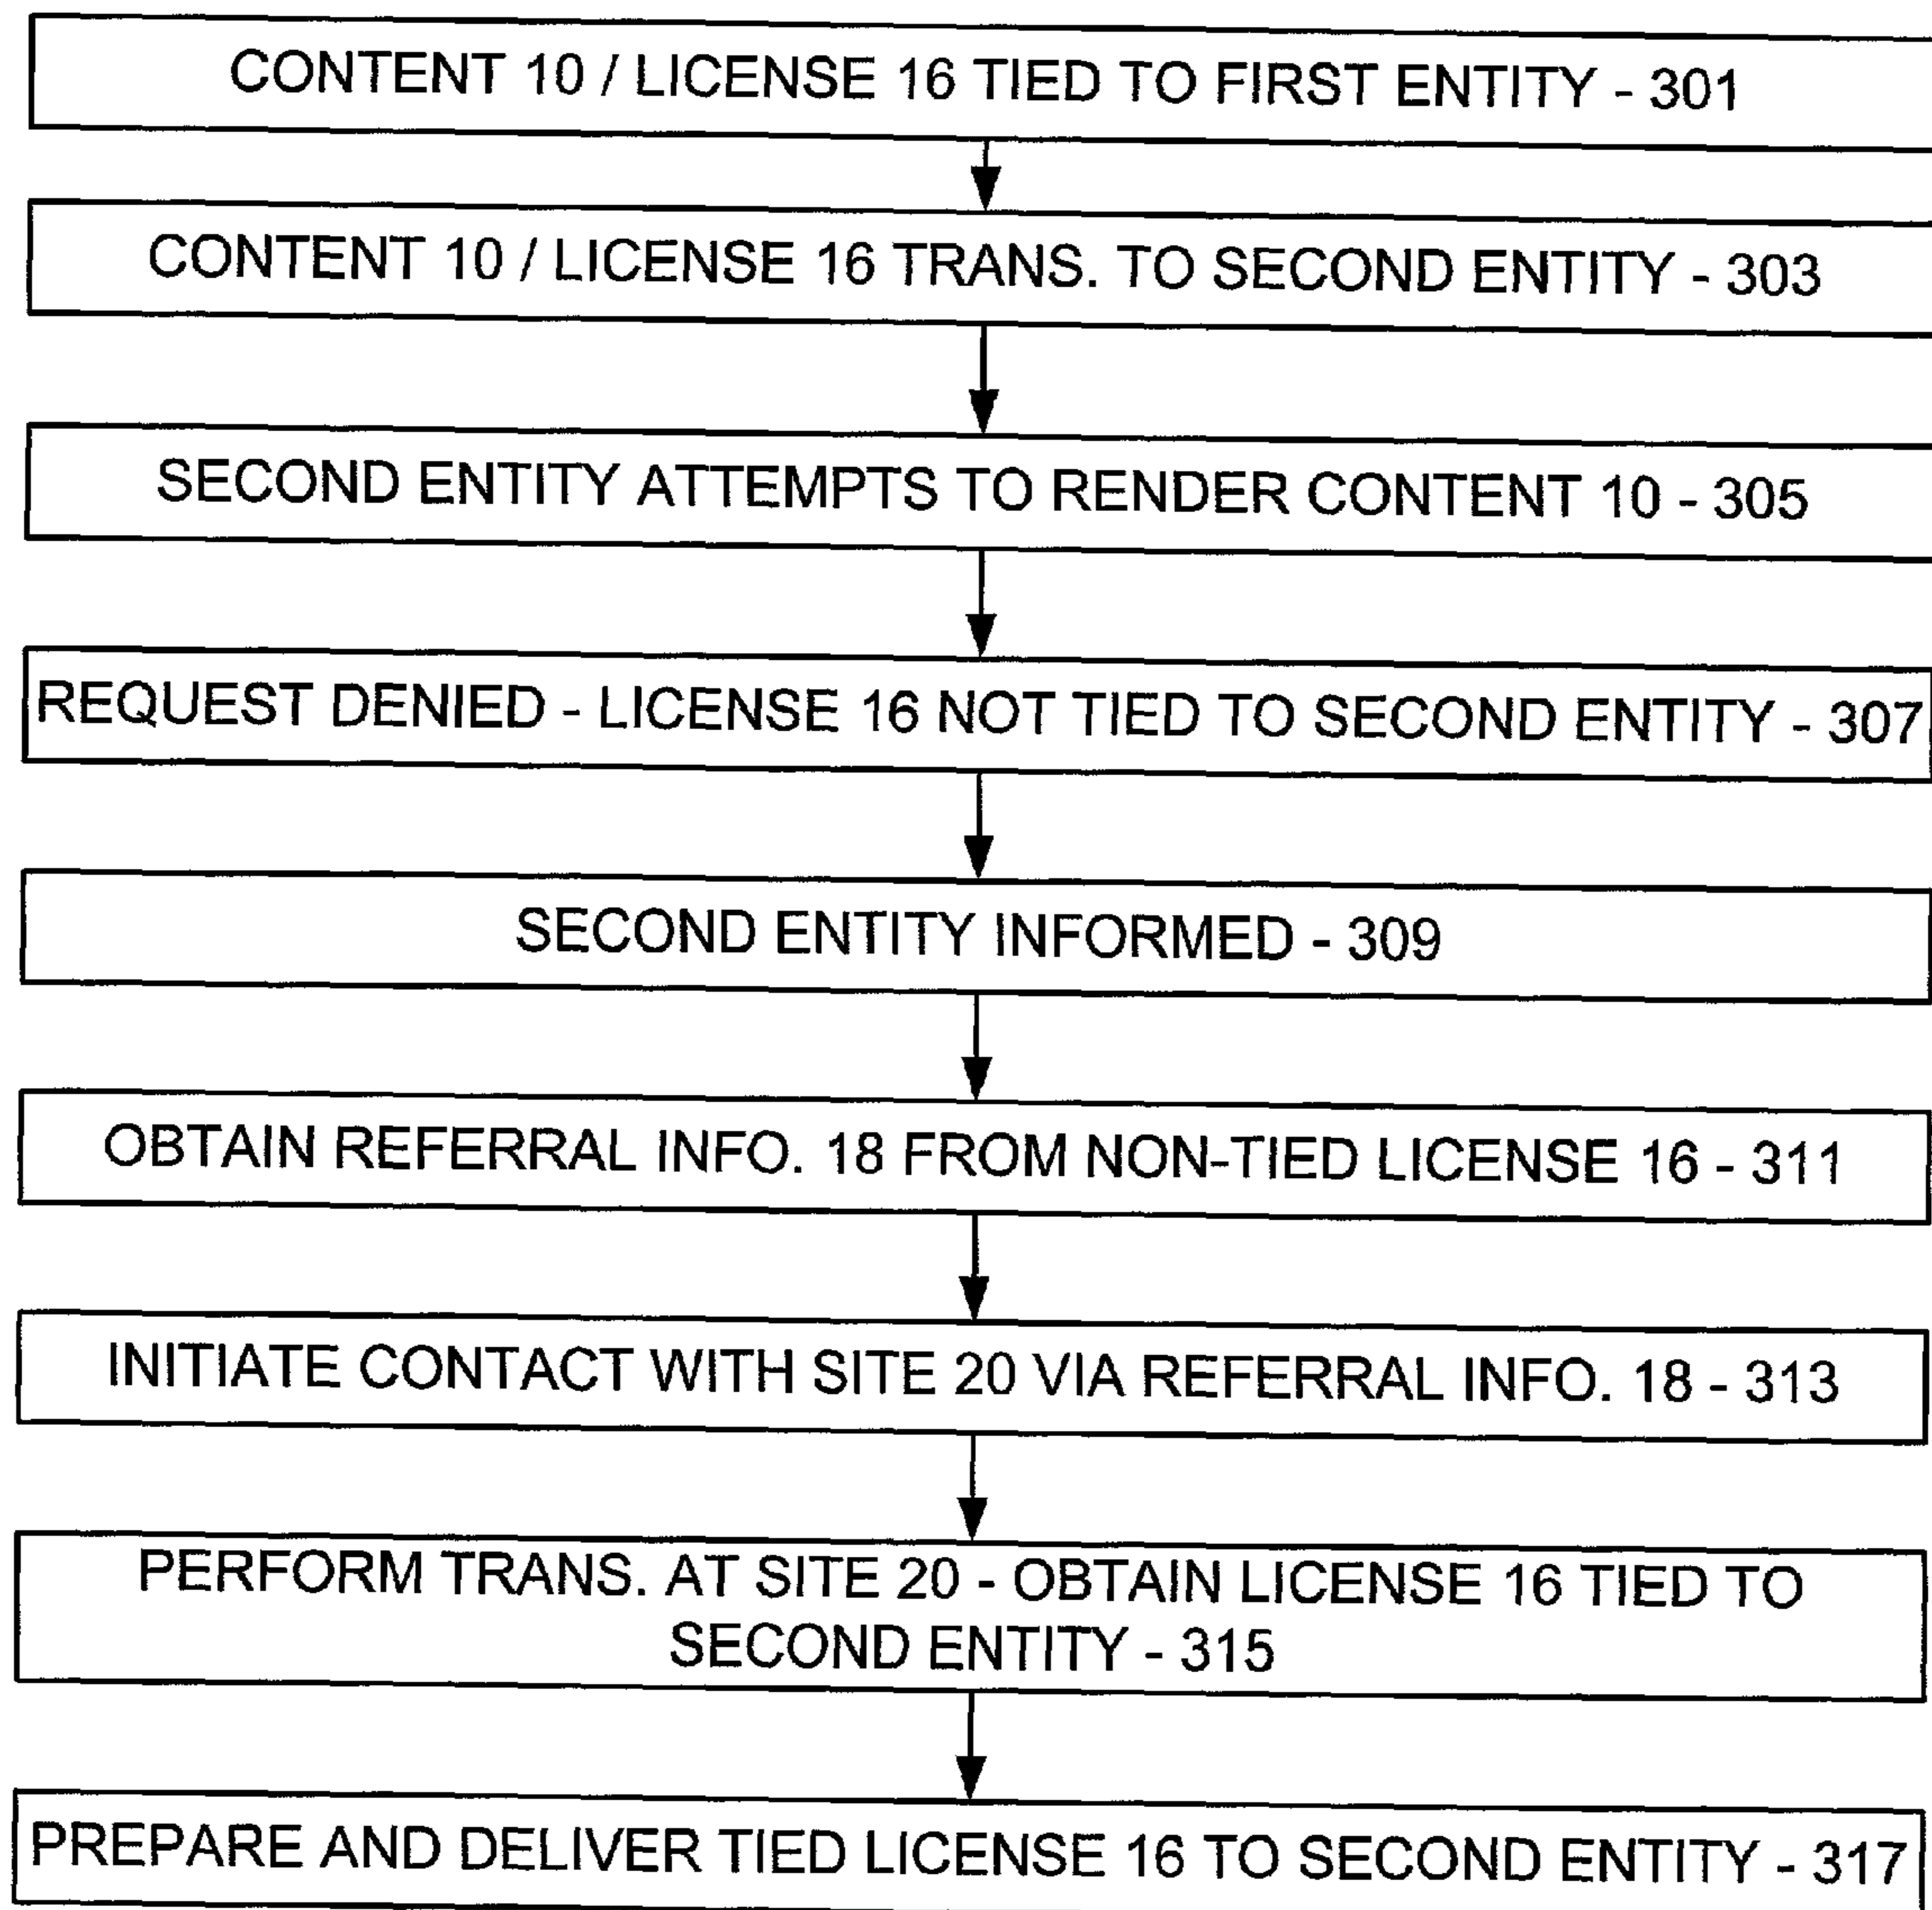 CONTENT 10 / LICENSE 16 TIED TO FIRST ENTITY - 301
CONTENT 10 / LICENSE 16 TRANS. TO SECOND ENTITY - 303
SECOND ENTITY ATTEMPTS TO RENDER CONTENT 10 - 305
REQUEST DENIED - LICENSE 16 NOT TIED TO SECOND ENTITY - 307
SECOND ENTITY INFORMED - 309
OBTAIN REFERRAL INFO. 18 FROM NON-TIED LICENSE 16 - 311
INITIATE CONTACT WITH SITE 20 VIA REFERRAL INFO. 18 - 313
PERFORM TRANS. AT SITE 20 - OBTAIN LICENSE 16 TIED TO
SECOND ENTITY - 315
PREPARE AND DELIVER TIED LICENSE 16 TO SECOND ENTITY - 317